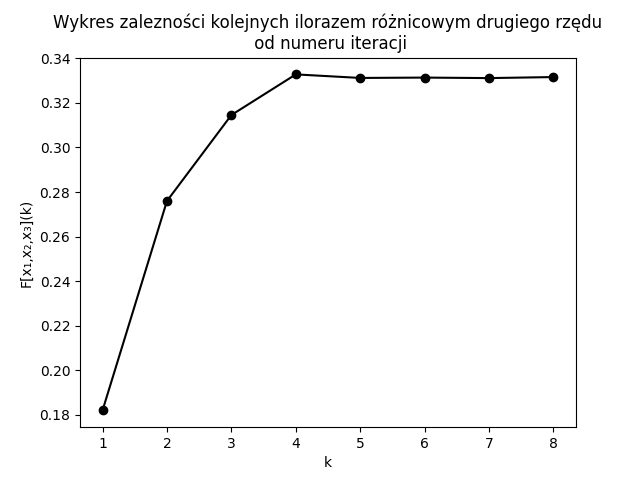 Wykres zalezności kolejnych ilorazem różnicowym drugiego rzędu
od numeru iteracji
0.34
0.32
0.30
0.28
0.26
0.24
0.22
0.20
0.18
F[x₁,x₂,x₃](k)
1 2 3 4 5 6 7 8
k